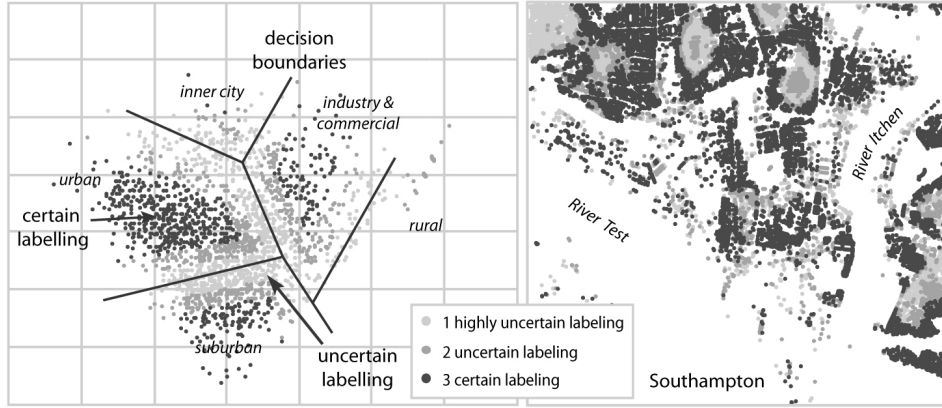 decision
boundaries
inner city
industry &
commercial
urban
certain
labelling
rural
suburban
uncertain
labelling
1 highly uncertain labeling
2 uncertain labeling
3 certain labeling
River Itchen
River Test
Southampton